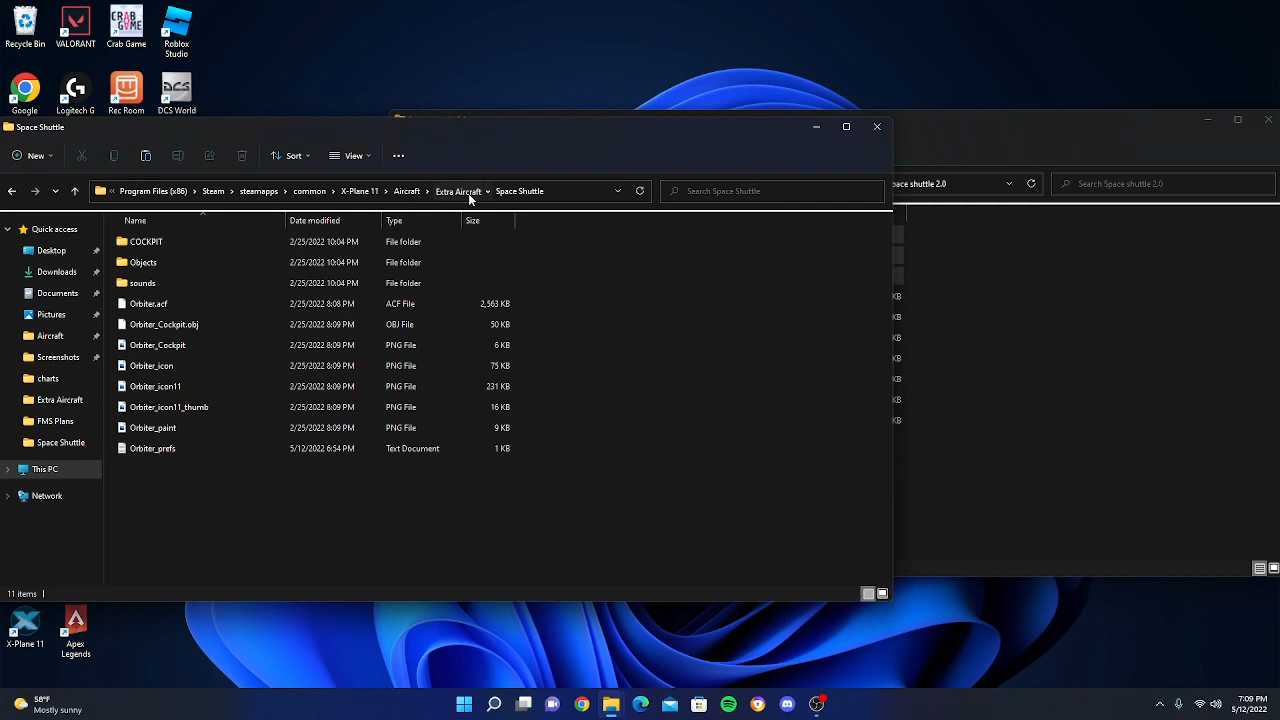 Recycle Bin
VALORANT
Crab Game
Roblox Studio
Google
Logitech G
Rec Room
DCS World
Space Shuttle
New
Sort
View
Program Files (x86) > Steam > steamapps > common > X-Plane 11 > Aircraft > Extra Aircraft > Space Shuttle
Search Space Shuttle
ace shuttle 2.0
Search Space shuttle 2.0
Name Date modified Type Size
Quick access
Desktop
Downloads
Documents
Pictures
Aircraft
Screenshots
charts
Extra Aircraft
FMS Plans
Space Shuttle
This PC
Network
COCKPIT 2/25/2022 10:04 PM File folder
Objects 2/25/2022 10:04 PM File folder
sounds 2/25/2022 10:04 PM File folder
Orbiter.acf 2/25/2022 8:08 PM ACF File 2,563 KB
Orbiter_Cockpit.obj 2/25/2022 8:09 PM OBJ File 50 KB
Orbiter_Cockpit 2/25/2022 8:09 PM PNG File 6 KB
Orbiter_icon 2/25/2022 8:09 PM PNG File 75 KB
Orbiter_icon11 2/25/2022 8:09 PM PNG File 231 KB
Orbiter_icon11_thumb 2/25/2022 8:09 PM PNG File 16 KB
Orbiter_paint 2/25/2022 8:09 PM PNG File 9 KB
Orbiter_prefs 5/12/2022 6:54 PM Text Document 1 KB
KB
KB
KB
KB
KB
KB
KB
11 items
X-Plane 11
Apex Legends
58°F
Mostly sunny
7:09 PM
5/12/2022